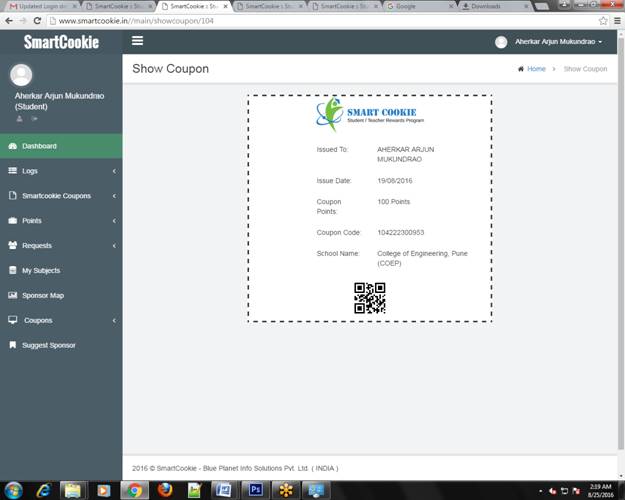 Updated Login de
SmartCookie :: Stu
SmartCookie :: Stu
SmartCookie :: Stu
SmartCookie :: Stu
Google
Downloads
www.smartcookie.in//main/showcoupon/104
SmartCookie
Aherkar Arjun Mukundrao
Aherkar Arjun Mukundrao
(Student)
Show Coupon
Home > Show Coupon
Dashboard
Logs
Smartcookie Coupons
Points
Requests
My Subjects
Sponsor Map
Coupons
Suggest Sponsor
SMART COOKIE
Student / Teacher Rewards Program
Issued To: AHERKAR ARJUN
MUKUNDRAO
Issue Date: 19/08/2016
Coupon 100 Points
Points:
Coupon Code: 104222300953
School Name: College of Engineering, Pune
(COEP)
2016 © SmartCookie - Blue Planet Info Solutions Pvt. Ltd. ( INDIA )
2:19 AM
8/25/2016